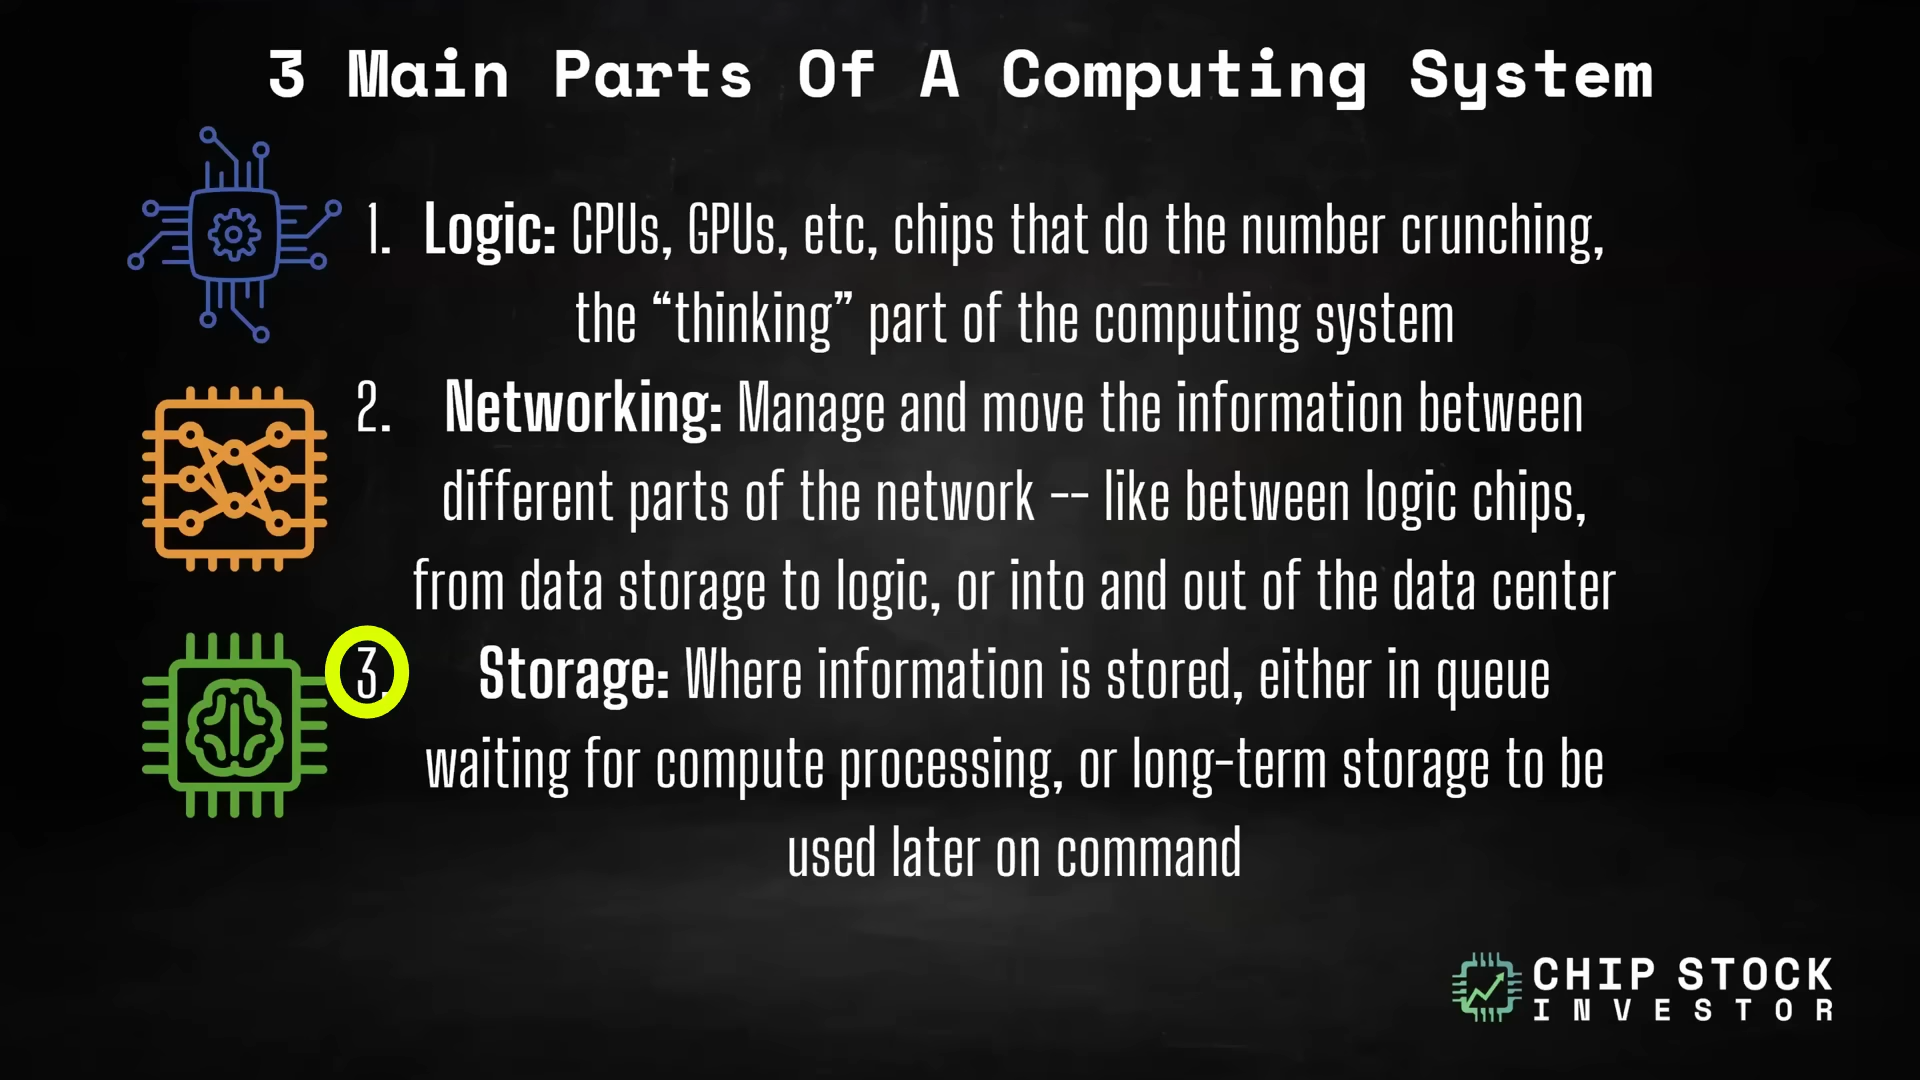 3 Main Parts Of A Computing System
1. Logic: CPUs, GPUs, etc, chips that do the number crunching,
the “thinking” part of the computing system
2. Networking: Manage and move the information between
different parts of the network -- like between logic chips,
from data storage to logic, or into and out of the data center
3. Storage: Where information is stored, either in queue
waiting for compute processing, or long-term storage to be
used later on command
CHIP STOCK
INVESTOR